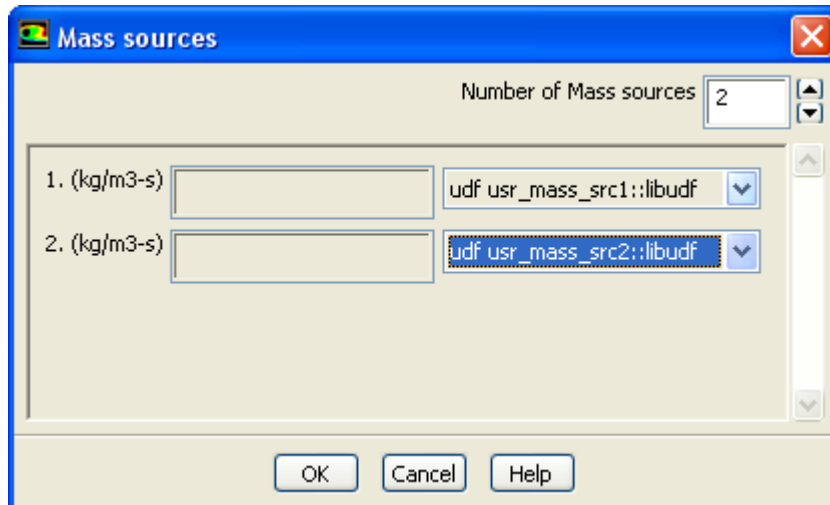 Mass sources
Number of Mass sources 2
1. (kg/m3-s) udf usr_mass_src1::libudf
2. (kg/m3-s) udf usr_mass_src2::libudf
OK Cancel Help